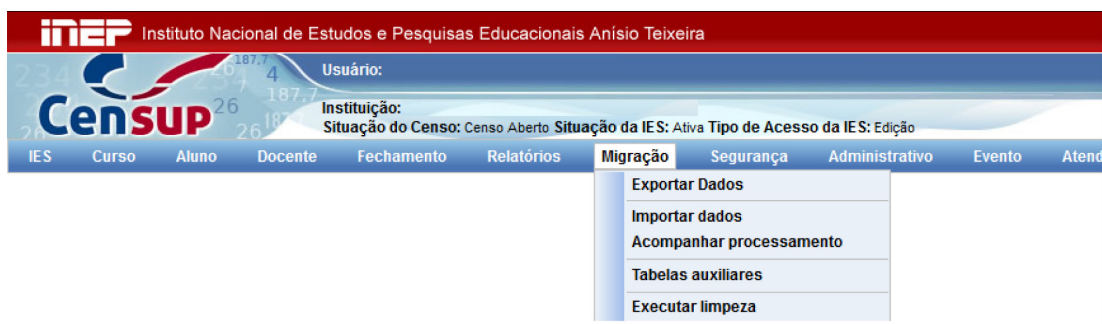 inep Instituto Nacional de Estudos e Pesquisas Educacionais Anísio Teixeira
Usuário:
Censup
Instituição:
Situação do Censo: Censo Aberto Situação da IES: Ativa Tipo de Acesso da IES: Edição
IES Curso Aluno Docente Fechamento Relatórios Migração Segurança Administrativo Evento Atend
Exportar Dados
Importar dados
Acompanhar processamento
Tabelas auxiliares
Executar limpeza